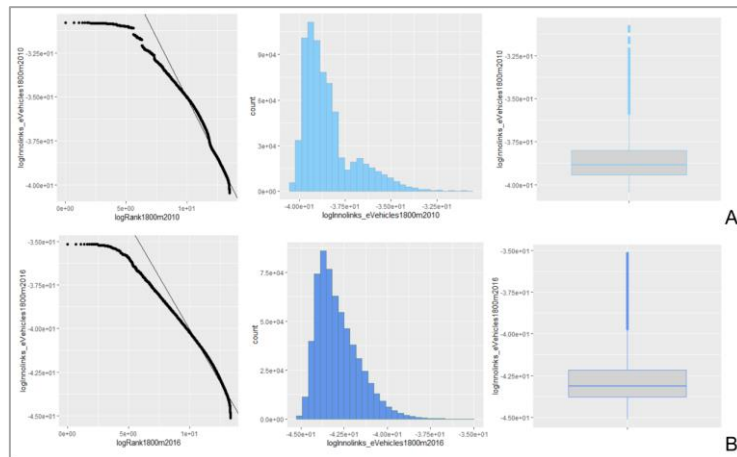 logInnolinks_eVehicles1800m2010
-3.25e+01
-3.50e+01
-3.75e+01
-4.00e+01
0e+00
5e+00
1e+01
logRank1800m2010
count
9e+04
6e+04
3e+04
0e+00
-4.00e+01
-3.75e+01
-3.50e+01
-3.25e+01
logInnolinks_eVehicles1800m2010
logInnolinks_eVehicles1800m2010
-3.25e+01
-3.50e+01
-3.75e+01
-4.00e+01
A
logInnolinks_eVehicles1800m2016
-3.50e+01
-3.75e+01
-4.00e+01
-4.25e+01
-4.50e+01
0e+00
5e+00
1e+01
logRank1800m2016
count
7.5e+04
5.0e+04
2.5e+04
0.0e+00
-4.50e+01
-4.25e+01
-4.00e+01
-3.75e+01
-3.50e+01
logInnolinks_eVehicles1800m2016
logInnolinks_eVehicles1800m2016
-3.50e+01
-3.75e+01
-4.00e+01
-4.25e+01
-4.50e+01
B